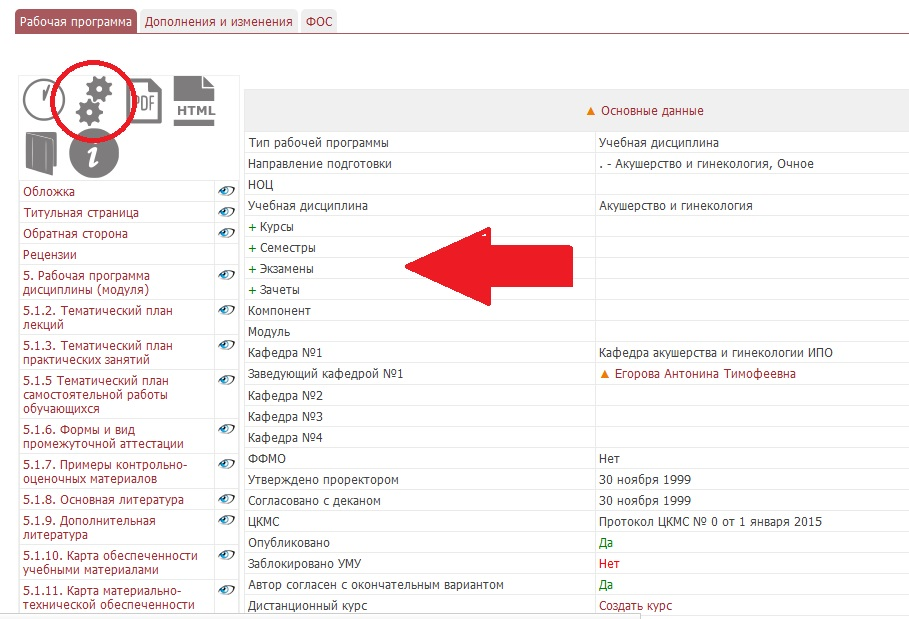 Рабочая программа
Дополнения и изменения
ФОС
PDF
HTML
i
Обложка
Титульная страница
Обратная сторона
Рецензии
5. Рабочая программа
дисциплины (модуля)
5.1.2. Тематический план
лекций
5.1.3. Тематический план
практических занятий
5.1.5 Тематический план
самостоятельной работы
обучающихся
5.1.6. Формы и вид
промежуточной аттестации
5.1.7. Примеры контрольно-
оценочных материалов
5.1.8. Основная литература
5.1.9. Дополнительная
литература
5.1.10. Карта обеспеченности
учебными материалами
5.1.11. Карта материально-
технической обеспеченности
▲ Основные данные
Тип рабочей программы Учебная дисциплина
Направление подготовки . - Акушерство и гинекология, Очное
НОЦ
Учебная дисциплина Акушерство и гинекология
+ Курсы
+ Семестры
+ Экзамены
+ Зачеты
Компонент
Модуль
Кафедра №1 Кафедра акушерства и гинекологии ИПО
Заведующий кафедрой №1 ▲ Егорова Антонина Тимофеевна
Кафедра №2
Кафедра №3
Кафедра №4
ФФМО Нет
Утверждено проректором 30 ноября 1999
Согласовано с деканом 30 ноября 1999
ЦКМС Протокол ЦКМС № 0 от 1 января 2015
Опубликовано Да
Заблокировано УМУ Нет
Автор согласен с окончательным вариантом Да
Дистанционный курс Создать курс